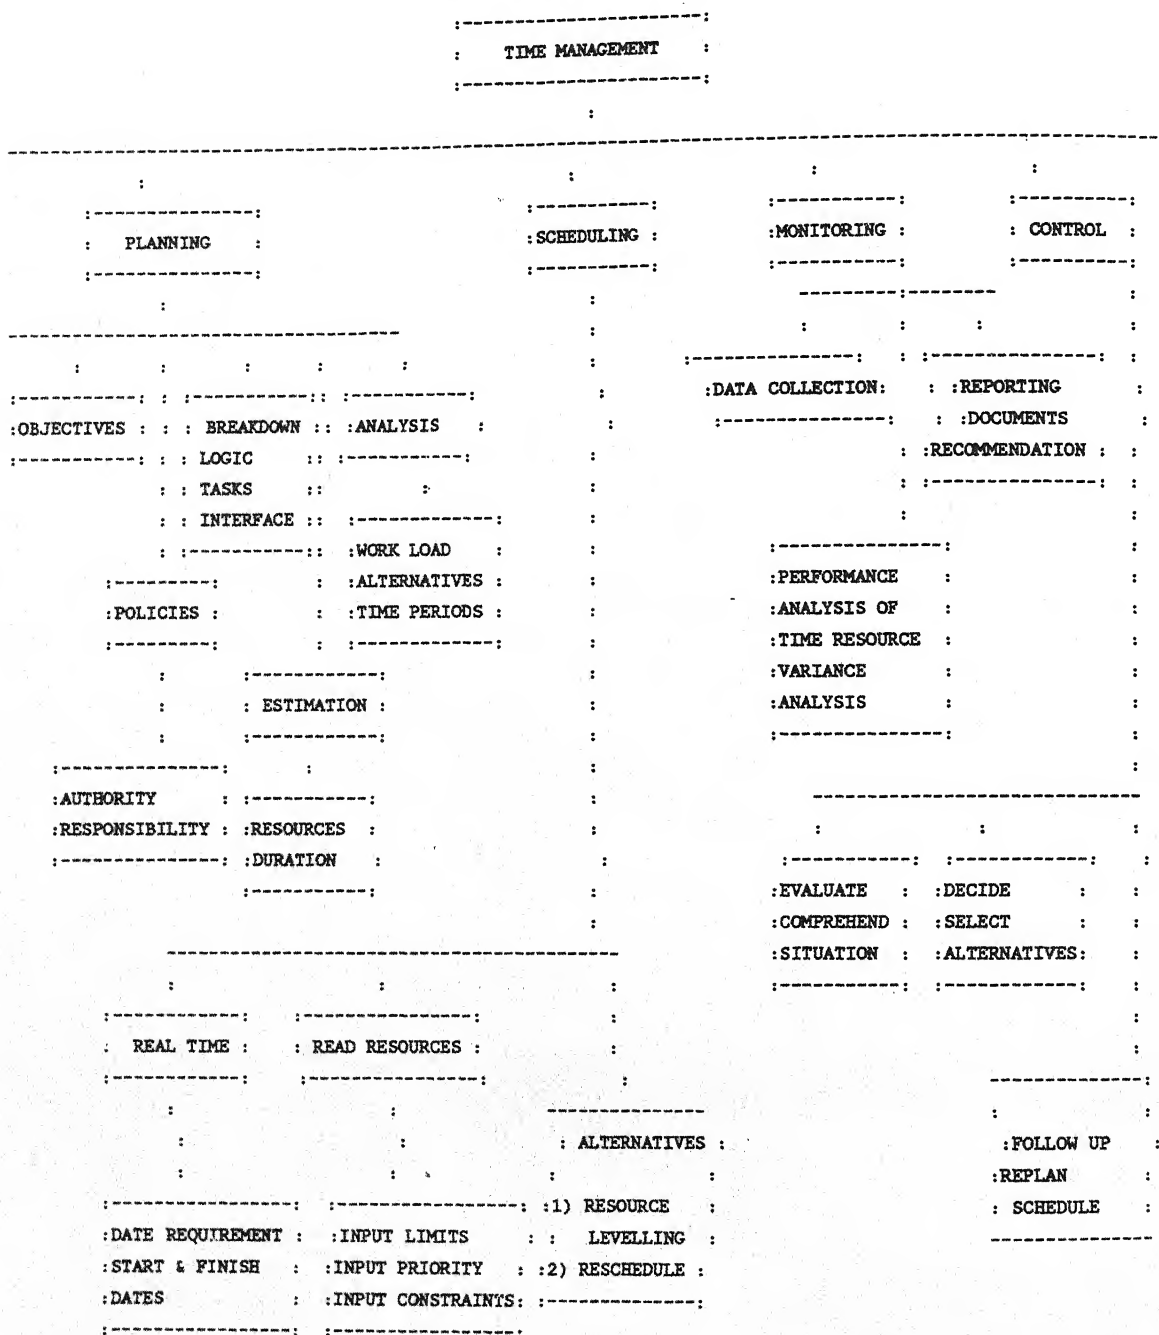 TIME MANAGEMENT
PLANNING
SCHEDULING
MONITORING
CONTROL
OBJECTIVES
BREAKDOWN
LOGIC
TASKS
INTERFACE
ANALYSIS
WORK LOAD
ALTERNATIVES
TIME PERIODS
POLICIES
ESTIMATION
AUTHORITY
RESPONSIBILITY
RESOURCES
DURATION
DATA COLLECTION
REPORTING
DOCUMENTS
RECOMMENDATION
PERFORMANCE
ANALYSIS OF
TIME RESOURCE
VARIANCE
ANALYSIS
EVALUATE
COMPREHEND
SITUATION
DECIDE
SELECT
ALTERNATIVES
REAL TIME
READ RESOURCES
ALTERNATIVES
1) RESOURCE
LEVELLING
2) RESCHEDULE
FOLLOW UP
REPLAN
SCHEDULE
DATE REQUIREMENT
START & FINISH
DATES
INPUT LIMITS
INPUT PRIORITY
INPUT CONSTRAINTS